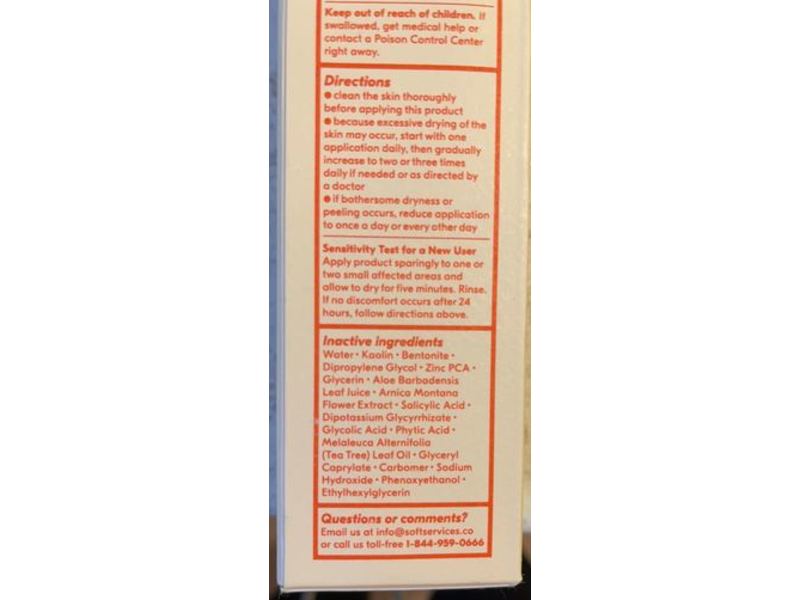 Keep out of reach of children. If
swallowed, get medical help or
contact a Poison Control Center
right away.
Directions
● clean the skin thoroughly
before applying this product
● because excessive drying of the
skin may occur, start with one
application daily, then gradually
increase to two or three times
daily if needed or as directed by
a doctor
● if bothersome dryness or
peeling occurs, reduce application
to once a day or every other day
Sensitivity Test for a New User
Apply product sparingly to one or
two small affected areas and
allow to dry for five minutes. Rinse.
If no discomfort occurs after 24
hours, follow directions above.
Inactive ingredients
Water • Kaolin • Bentonite •
Dipropylene Glycol • Zinc PCA •
Glycerin • Aloe Barbadensis
Leaf Juice • Arnica Montana
Flower Extract • Salicylic Acid •
Dipotassium Glycyrrhizate •
Glycolic Acid • Phytic Acid •
Melaleuca Alternifolia
(Tea Tree) Leaf Oil • Glyceryl
Caprylate • Carbomer • Sodium
Hydroxide • Phenoxyethanol •
Ethylhexylglycerin
Questions or comments?
Email us at info@softservices.co
or call us toll-free 1-844-959-0666